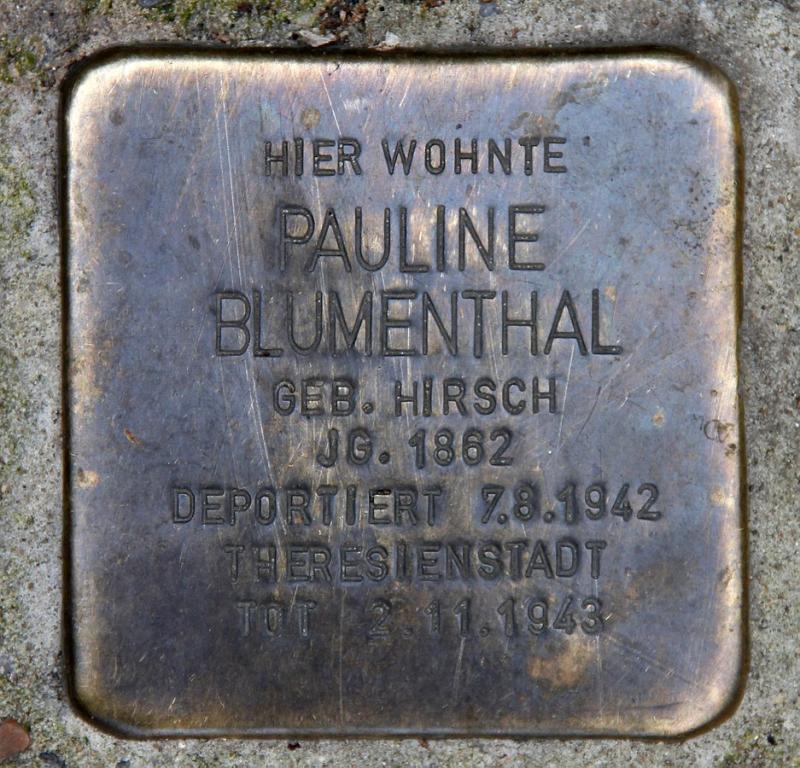 HIER WOHNTE
PAULINE
BLUMENTHAL
GEB. HIRSCH
JG. 1862
DEPORTIERT 7.8.1942
THERESIENSTADT
TOT 2.11.1943